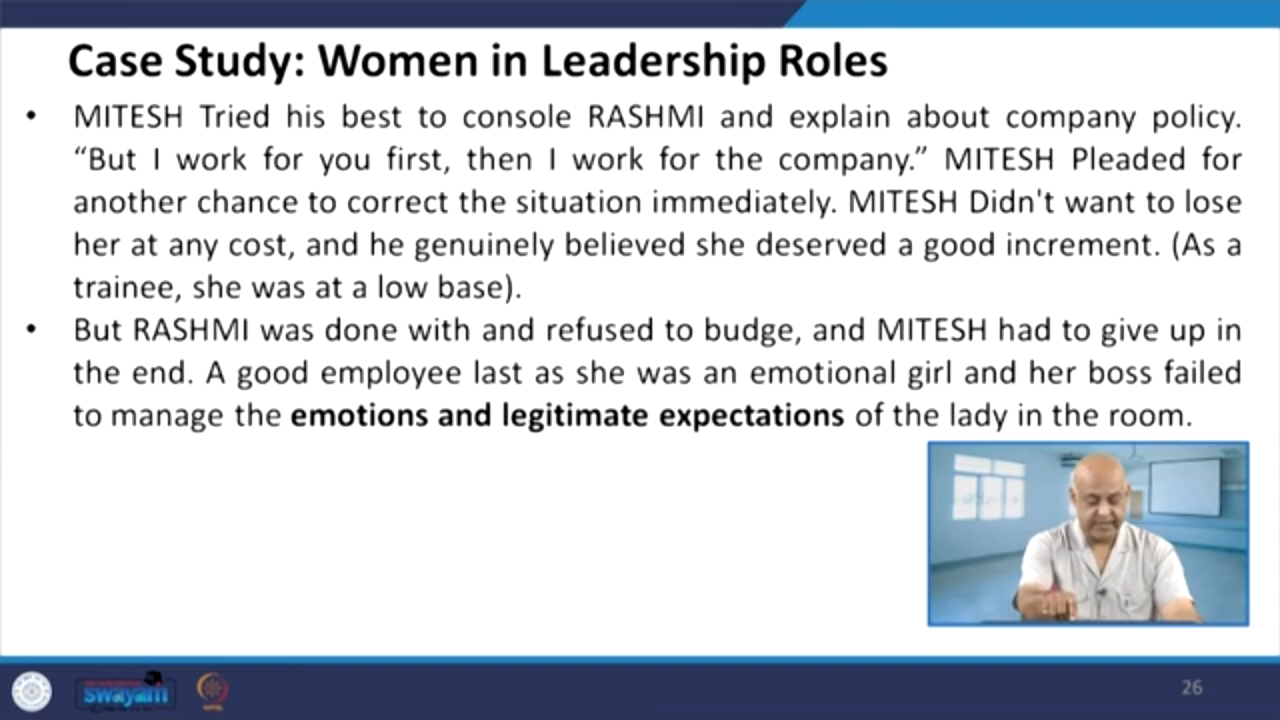 Case Study: Women in Leadership Roles
• MITESH Tried his best to console RASHMI and explain about company policy.
“But I work for you first, then I work for the company.” MITESH Pleaded for
another chance to correct the situation immediately. MITESH Didn't want to lose
her at any cost, and he genuinely believed she deserved a good increment. (As a
trainee, she was at a low base).
• But RASHMI was done with and refused to budge, and MITESH had to give up in
the end. A good employee last as she was an emotional girl and her boss failed
to manage the emotions and legitimate expectations of the lady in the room.
swayam
26